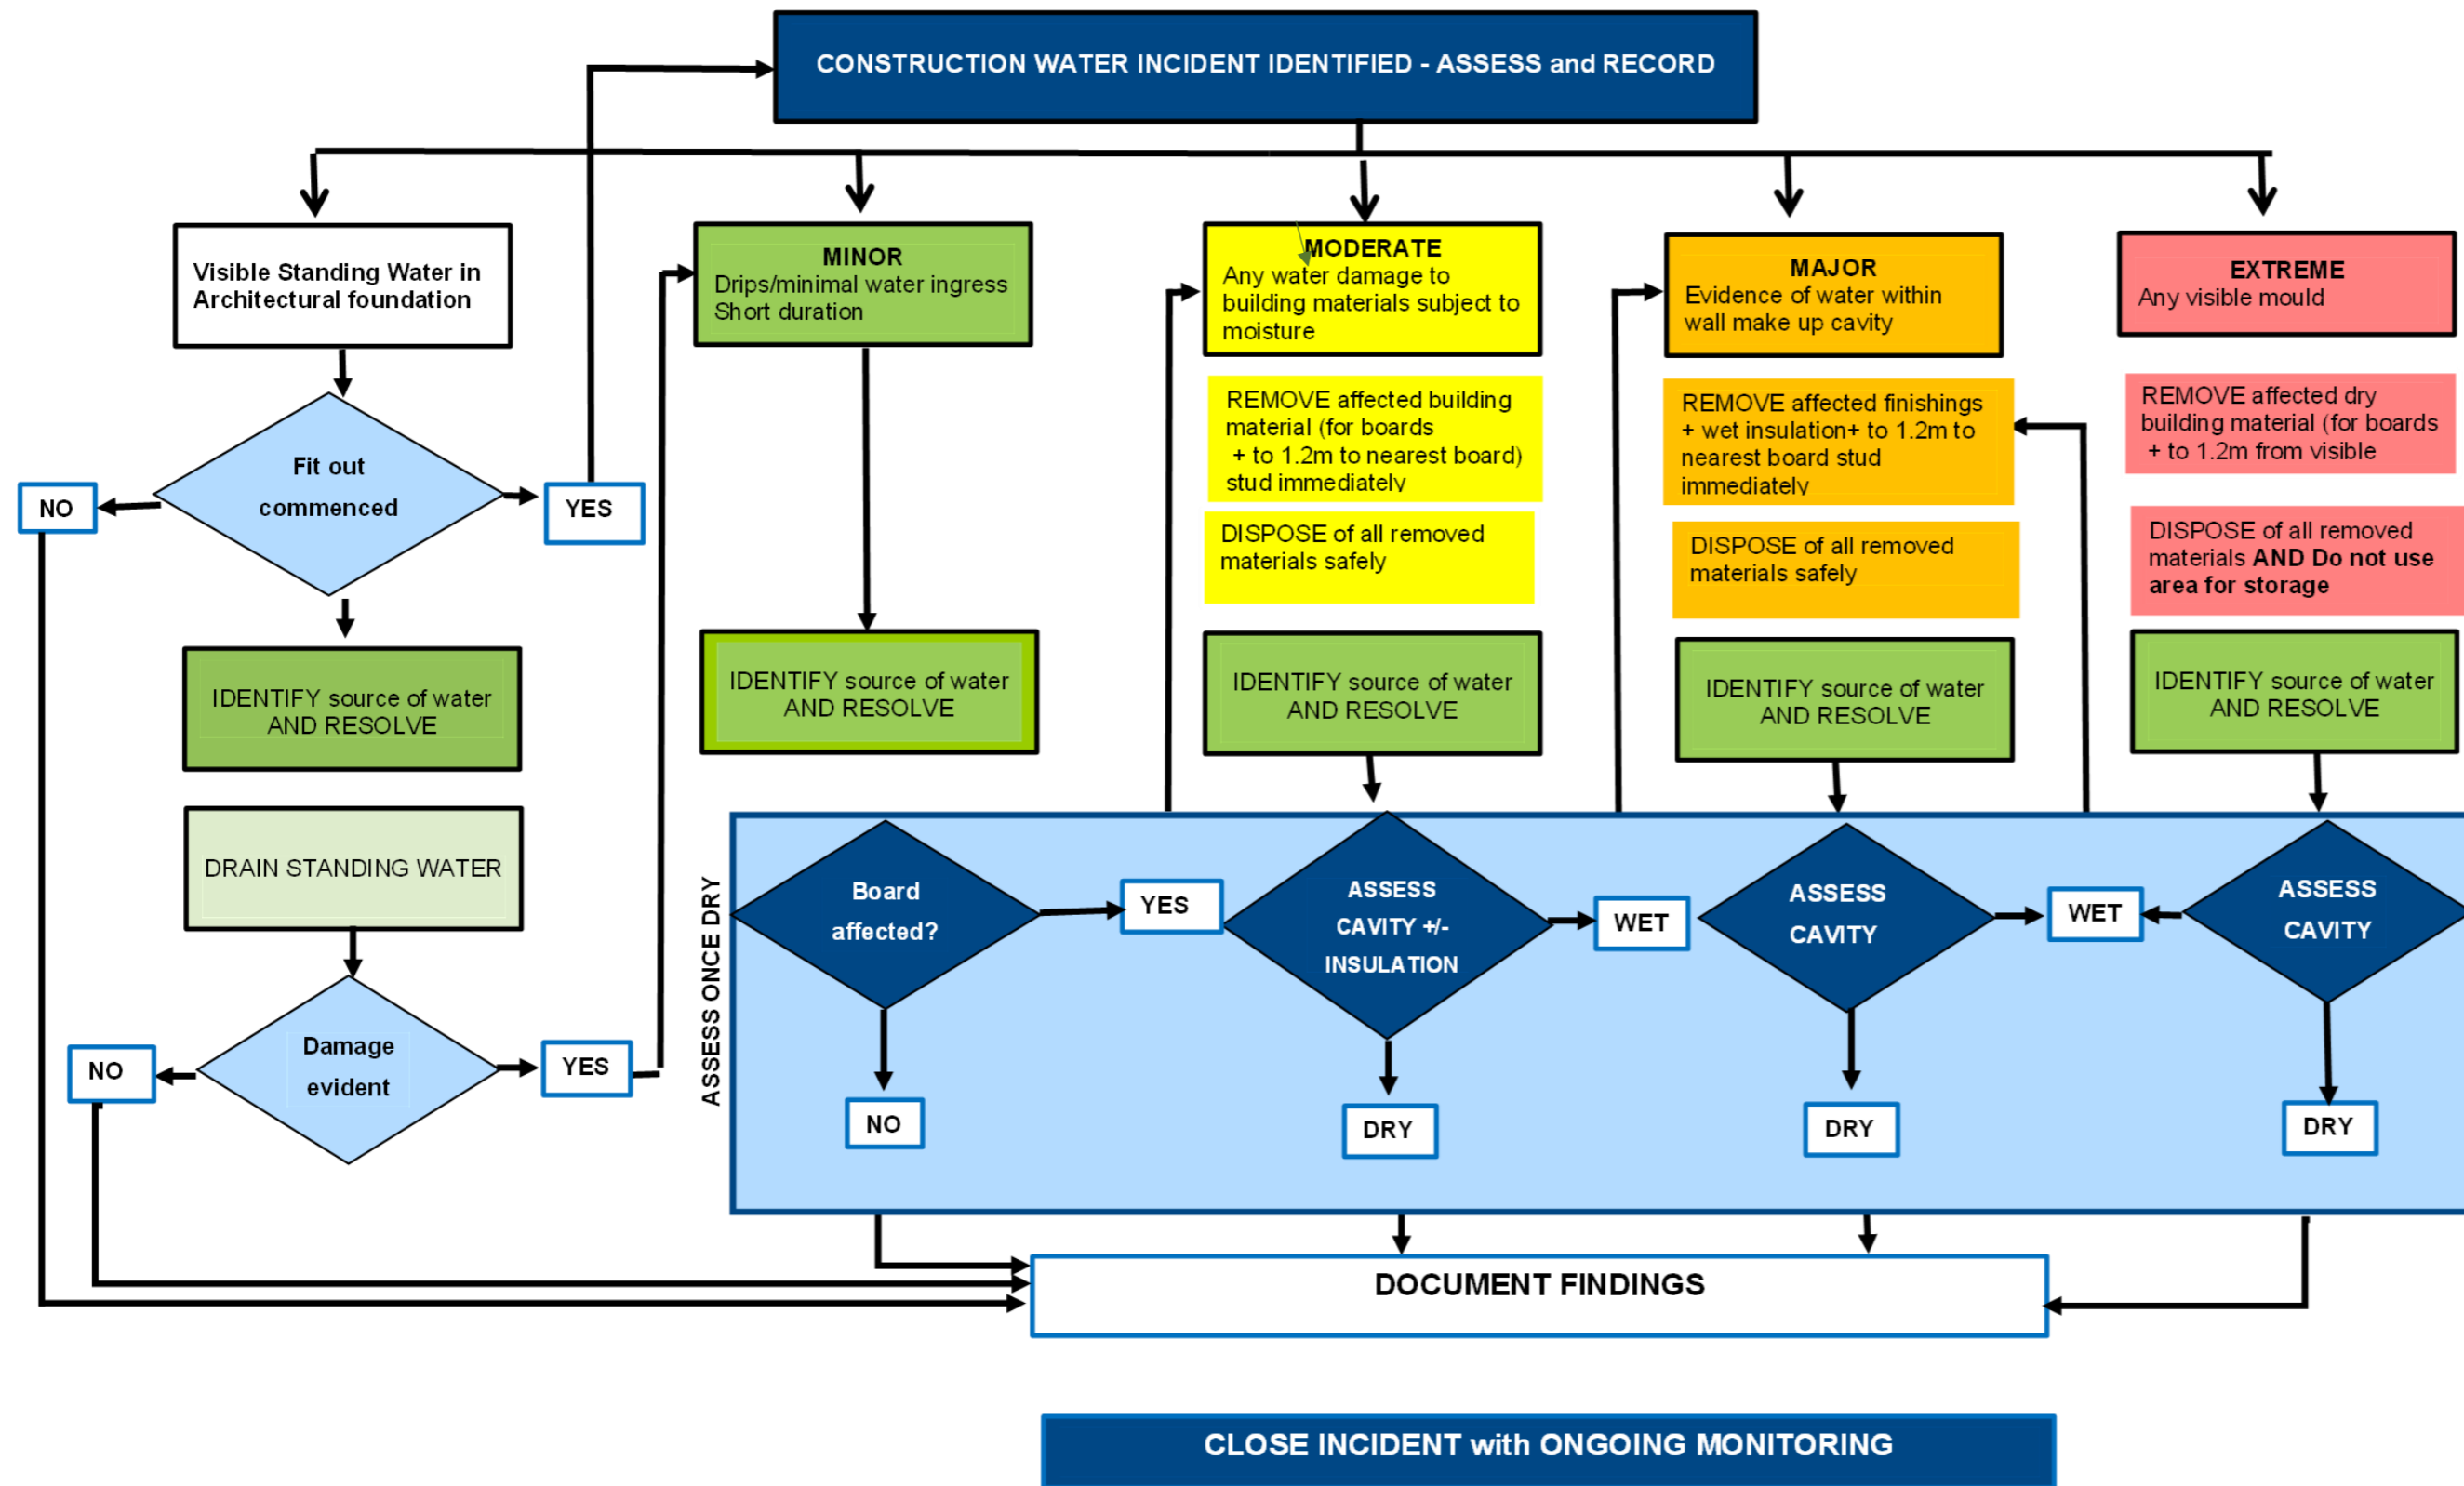 CONSTRUCTION WATER INCIDENT IDENTIFIED - ASSESS and RECORD
Visible Standing Water in
Architectural foundation
MINOR
Drips/minimal water ingress
Short duration
MODERATE
Any water damage to
building materials subject to
moisture
MAJOR
Evidence of water within
wall make up cavity
EXTREME
Any visible mould
REMOVE affected building
material (for boards
+ to 1.2m to nearest board)
stud immediately
REMOVE affected finishings
+ wet insulation+ to 1.2m to
nearest board stud
immediately
REMOVE affected dry
building material (for boards
+ to 1.2m from visible
Fit out
commenced
NO
YES
DISPOSE of all removed
materials safely
DISPOSE of all removed
materials safely
DISPOSE of all removed
materials AND Do not use
area for storage
IDENTIFY source of water
AND RESOLVE
IDENTIFY source of water
AND RESOLVE
IDENTIFY source of water
AND RESOLVE
IDENTIFY source of water
AND RESOLVE
IDENTIFY source of water
AND RESOLVE
DRAIN STANDING WATER
ASSESS ONCE DRY
Board
affected?
YES
ASSESS
CAVITY +/-
INSULATION
WET
ASSESS
CAVITY
WET
ASSESS
CAVITY
Damage
evident
NO
YES
NO
DRY
DRY
DRY
DOCUMENT FINDINGS
CLOSE INCIDENT with ONGOING MONITORING